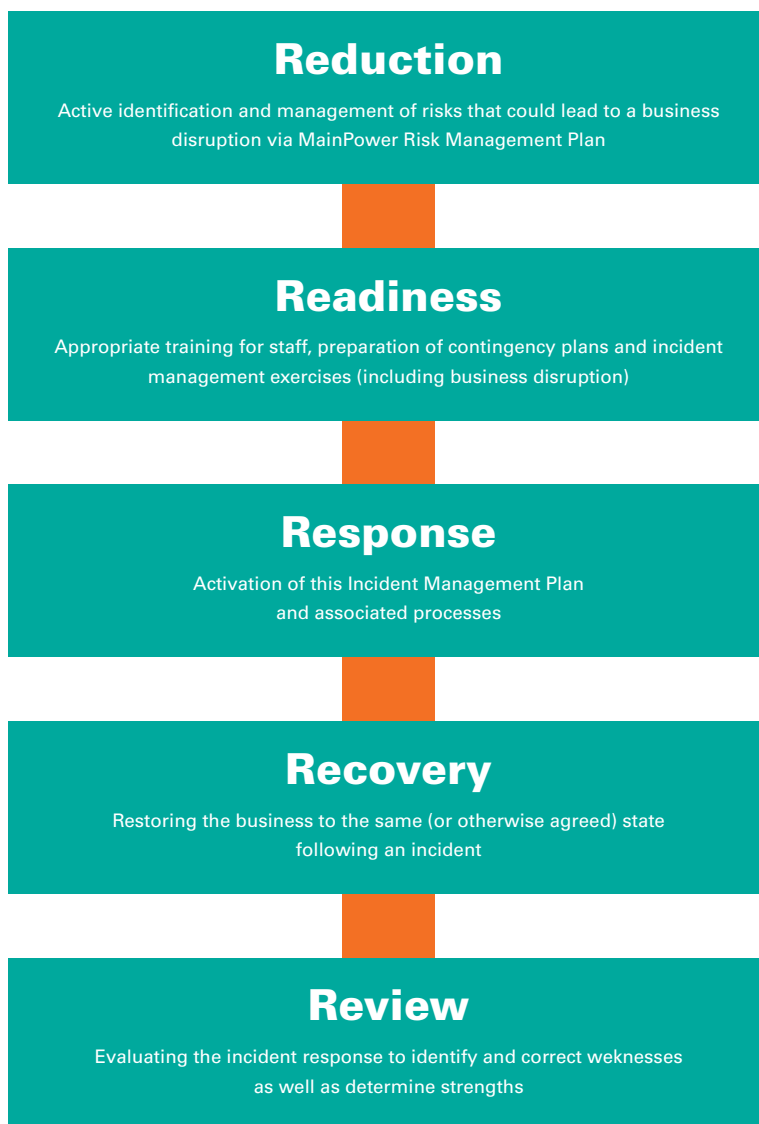 Reduction
Active identification and management of risks that could lead to a business
disruption via MainPower Risk Management Plan
Readiness
Appropriate training for staff, preparation of contingency plans and incident
management exercises (including business disruption)
Response
Activation of this Incident Management Plan
and associated processes
Recovery
Restoring the business to the same (or otherwise agreed) state
following an incident
Review
Evaluating the incident response to identify and correct weknesses
as well as determine strengths